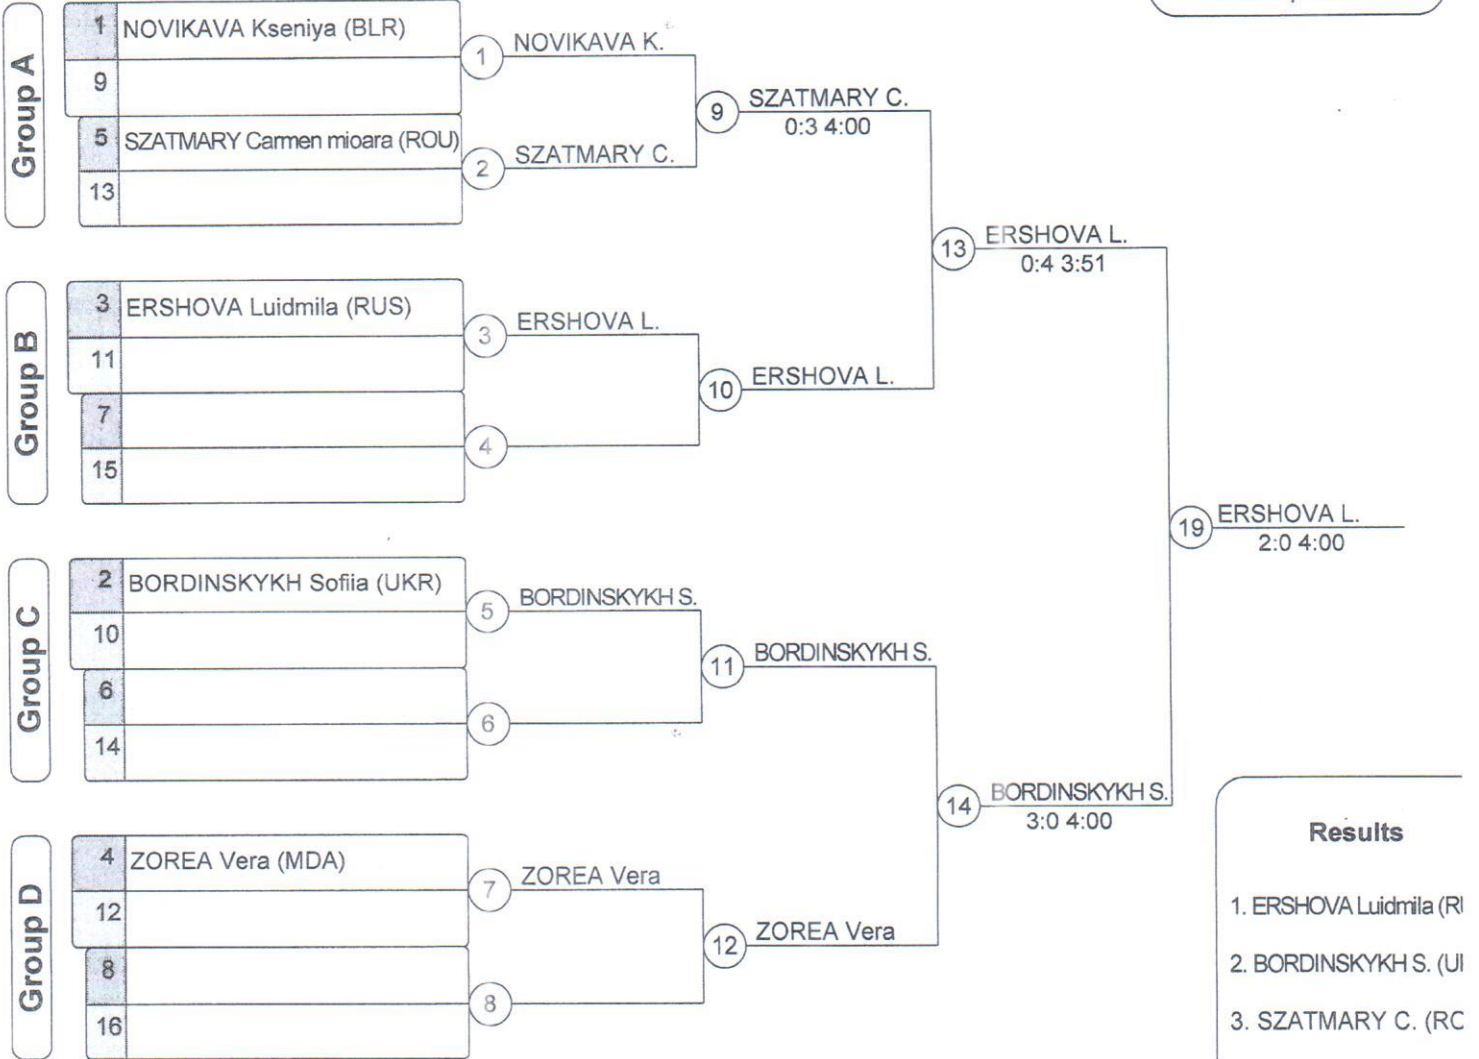 Group A
1 NOVIKAVA Kseniya (BLR)
9
5 SZATMARY Carmen mioara (ROU)
13
1 NOVIKAVA K.
2 SZATMARY C.
9 SZATMARY C.
0:3 4:00
Group B
3 ERSHOVA Luidmila (RUS)
11
7
15
3 ERSHOVA L.
4
10 ERSHOVA L.
13 ERSHOVA L.
0:4 3:51
Group C
2 BORDINSKYKH Sofiia (UKR)
10
6
14
5 BORDINSKYKH S.
6
11 BORDINSKYKH S.
Group D
4 ZOREA Vera (MDA)
12
8
16
7 ZOREA Vera
8
12 ZOREA Vera
14 BORDINSKYKH S.
3:0 4:00
19 ERSHOVA L.
2:0 4:00
Results
1. ERSHOVA Luidmila (R
2. BORDINSKYKH S. (U
3. SZATMARY C. (R